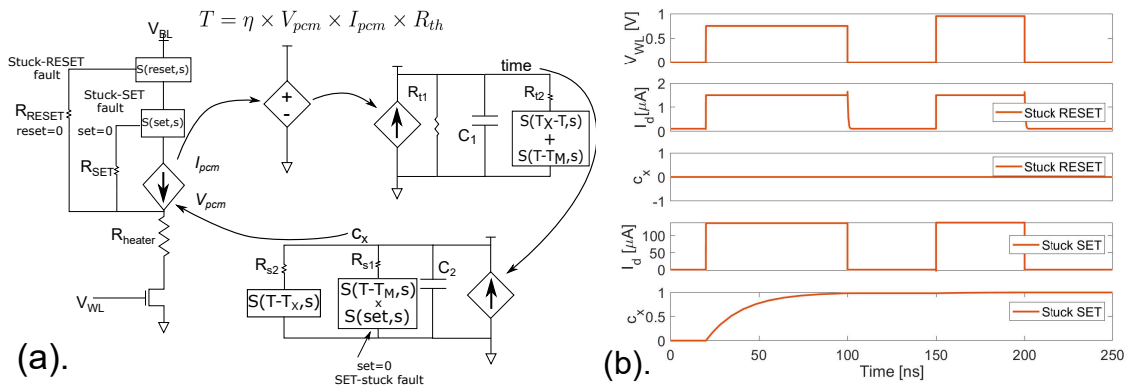 T = η × V_pcm × I_pcm × R_th
V_BL
Stuck-RESET
fault
S(reset,s)
Stuck-SET
fault
R_RESET
reset=0
set=0
S(set,s)
R_SET
I_pcm
V_pcm
R_heater
V_WL
+
-
time
R_t1
C_1
R_t2
S(T_X-T,s)
+
S(T-T_M,s)
c_x
R_s2
S(T-T_X,s)
R_s1
S(T-T_M,s)
x
S(set,s)
C_2
set=0
SET-stuck fault
(a).
V_WL [V]
1
0.5
0
I_d[µA]
2
1
0
Stuck RESET
c_x
1
0
-1
Stuck RESET
I_d [µA]
100
50
0
Stuck SET
c_x
1
0.5
0
Stuck SET
0 50 100 150 200 250
Time [ns]
(b).